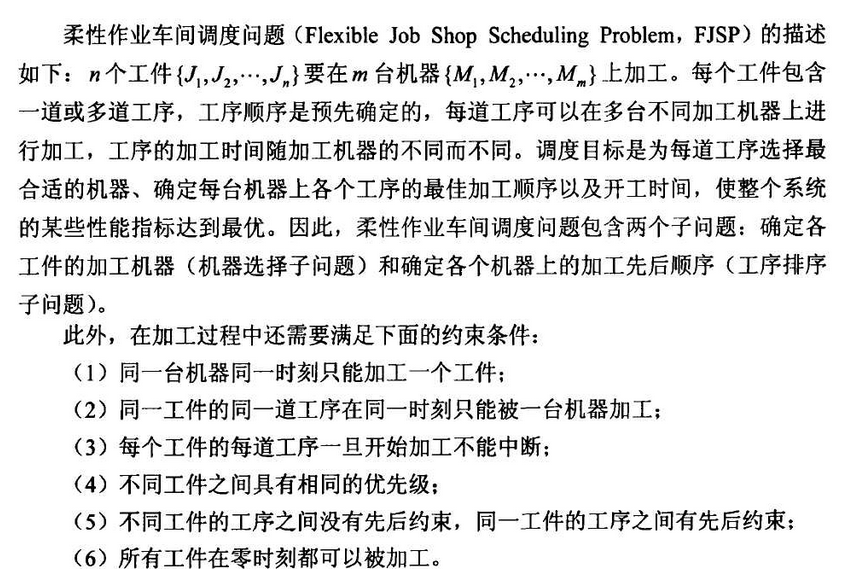 柔性作业车间调度问题（Flexible Job Shop Scheduling Problem，FJSP）的描述
如下：n个工件{J₁,J₂,⋯,Jₙ}要在m台机器{M₁,M₂,⋯,Mₘ}上加工。每个工件包含
一道或多道工序，工序顺序是预先确定的，每道工序可以在多台不同加工机器上进
行加工，工序的加工时间随加工机器的不同而不同。调度目标是为每道工序选择最
合适的机器、确定每台机器上各个工序的最佳加工顺序以及开工时间，使整个系统
的某些性能指标达到最优。因此，柔性作业车间调度问题包含两个子问题：确定各
工件的加工机器（机器选择子问题）和确定各个机器上的加工先后顺序（工序排序
子问题）。
此外，在加工过程中还需要满足下面的约束条件：
（1）同一台机器同一时刻只能加工一个工件；
（2）同一工件的同一道工序在同一时刻只能被一台机器加工；
（3）每个工件的每道工序一旦开始加工不能中断；
（4）不同工件之间具有相同的优先级；
（5）不同工件的工序之间没有先后约束，同一工件的工序之间有先后约束；
（6）所有工件在零时刻都可以被加工。